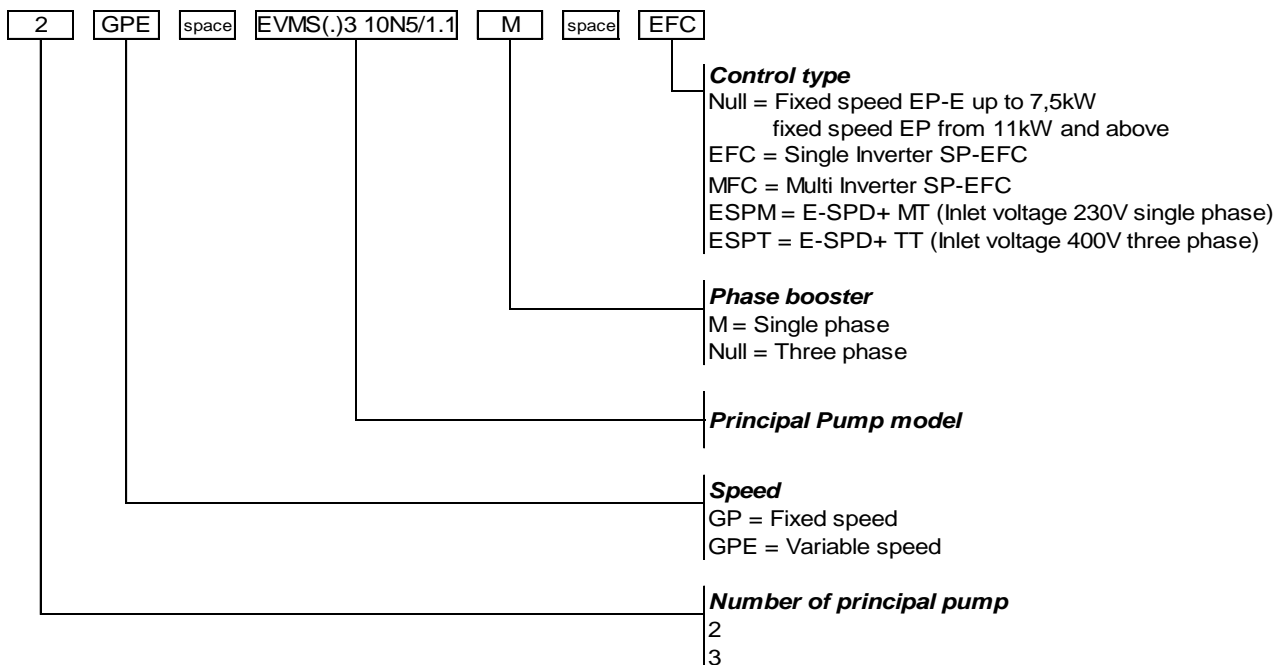 2 GPE space EVMS(.)3 10N5/1.1 M space EFC
Control type
Null = Fixed speed EP-E up to 7,5kW
fixed speed EP from 11kW and above
EFC = Single Inverter SP-EFC
MFC = Multi Inverter SP-EFC
ESPM = E-SPD+ MT (Inlet voltage 230V single phase)
ESPT = E-SPD+ TT (Inlet voltage 400V three phase)
Phase booster
M = Single phase
Null = Three phase
Principal Pump model
Speed
GP = Fixed speed
GPE = Variable speed
Number of principal pump
2
3